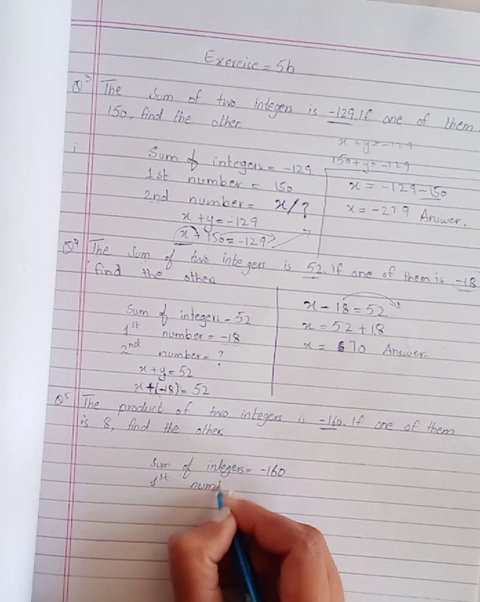 Exercise = 5b
Q3 The sum of two integers is -129. If one of them
150, find the other.
x + y = -129
150 + y = -129
i
Sum of integers = -129
1st number = 150
2nd number = x/?
x + y = -129
x + 150 = -129?
x = -129 - 150
x = -279 Answer.
Q4 The sum of two integers is 52. If one of them is -18
find the other.
Sum of integers = 52
1st number = -18
2nd number = ?
x + y = 52
x + (-18) = 52
x - 18 = 52
x = 52 + 18
x = 70 Answer
Q5 The product of two integers is -160. If one of them
is 8, find the other
Sum of integers = -160
1st num